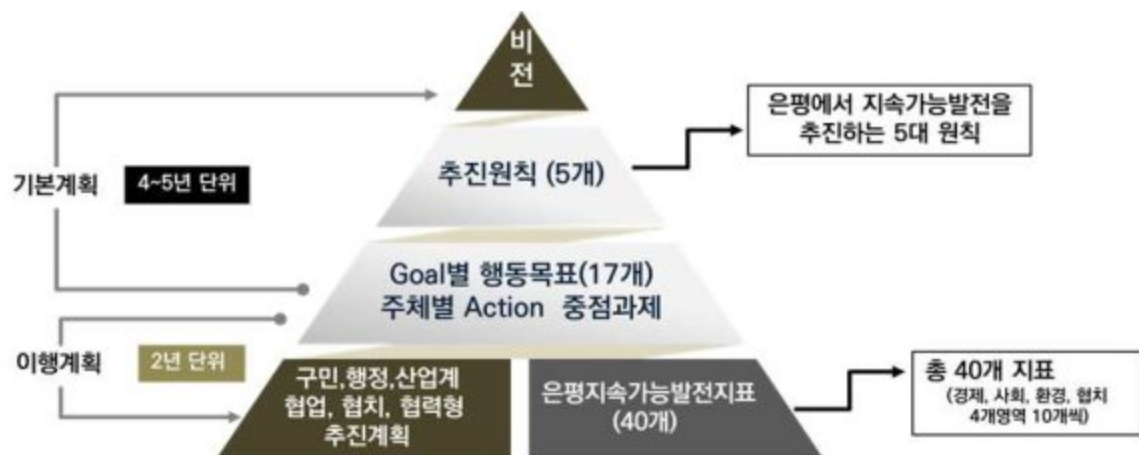 비
전
은평에서 지속가능발전을
추진하는 5대 원칙
추진원칙 (5개)
기본계획
4~5년 단위
Goal별 행동목표(17개)
주체별 Action 중점과제
이행계획
2년 단위
구민,행정,산업계
협업, 협치, 협력형
추진계획
은평지속가능발전지표
(40개)
총 40개 지표
(경제, 사회, 환경, 협치
4개영역 10개씩)